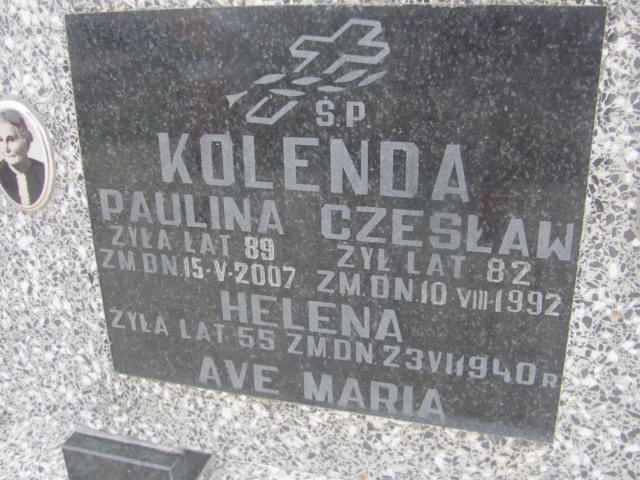 ŚP
KOLENDA
PAULINA CZESŁAW
ŻYŁA LAT 89 ŻYŁ LAT 82
ZM.DN.15-V-2007 ZM.DN.10 VIII-1992
HELENA
ŻYŁA LAT 55 ZM.DN.23 VII 1940R
AVE MARIA